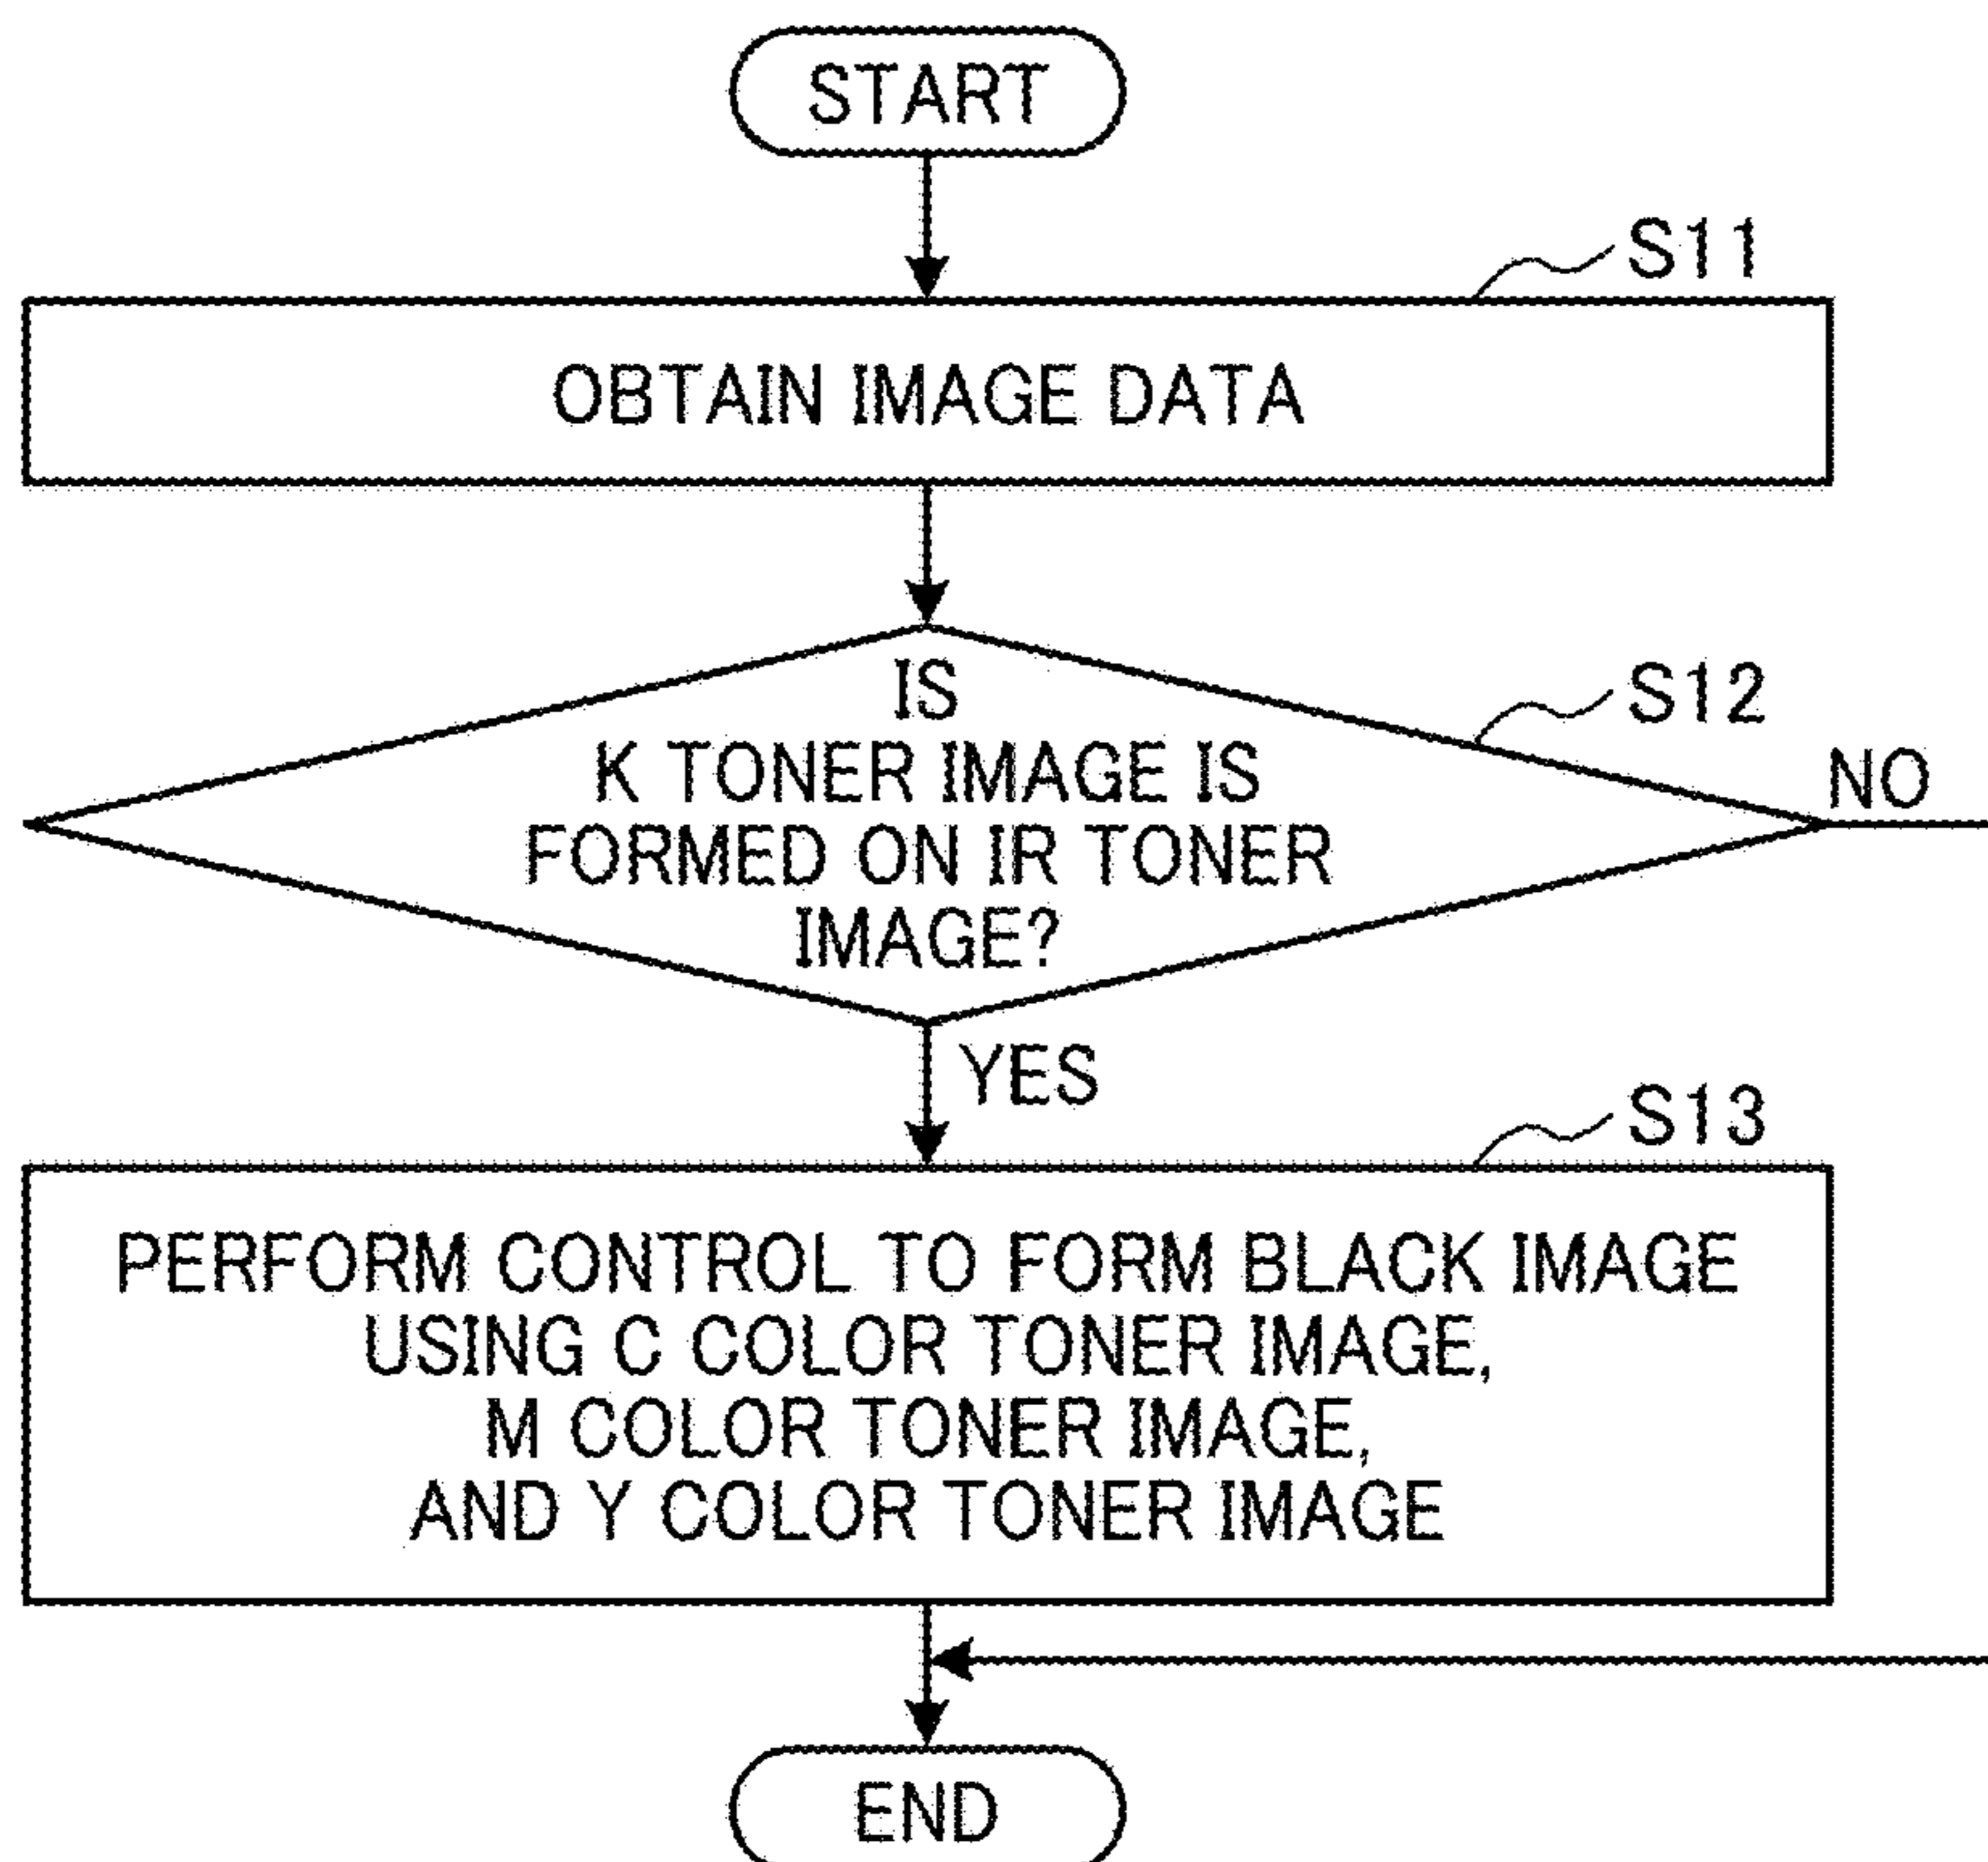 START
S11
OBTAIN IMAGE DATA
S12
IS
K TONER IMAGE IS
FORMED ON IR TONER
IMAGE?
NO
YES
S13
PERFORM CONTROL TO FORM BLACK IMAGE
USING C COLOR TONER IMAGE,
M COLOR TONER IMAGE,
AND Y COLOR TONER IMAGE
END